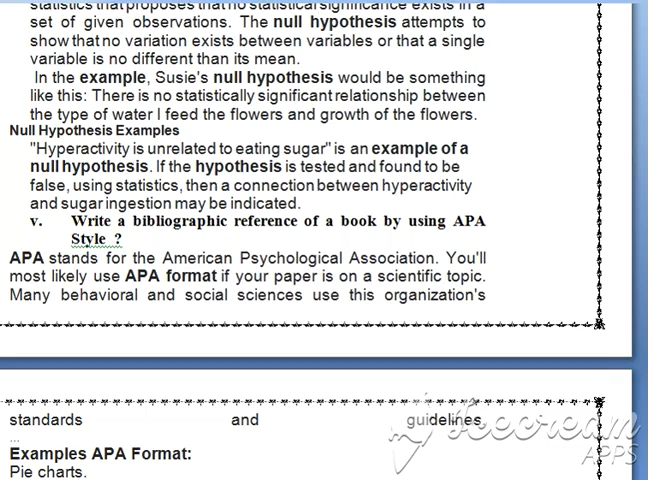 statistics that proposes that no statistical significance exists in a
set of given observations. The null hypothesis attempts to
show that no variation exists between variables or that a single
variable is no different than its mean.
In the example, Susie's null hypothesis would be something
like this: There is no statistically significant relationship between
the type of water I feed the flowers and growth of the flowers.
Null Hypothesis Examples
"Hyperactivity is unrelated to eating sugar" is an example of a
null hypothesis. If the hypothesis is tested and found to be
false, using statistics, then a connection between hyperactivity
and sugar ingestion may be indicated.
v. Write a bibliographic reference of a book by using APA
Style ?
APA stands for the American Psychological Association. You'll
most likely use APA format if your paper is on a scientific topic.
Many behavioral and social sciences use this organization's
standards and guidelines
...
Examples APA Format:
Pie charts.
Icecream
APPS